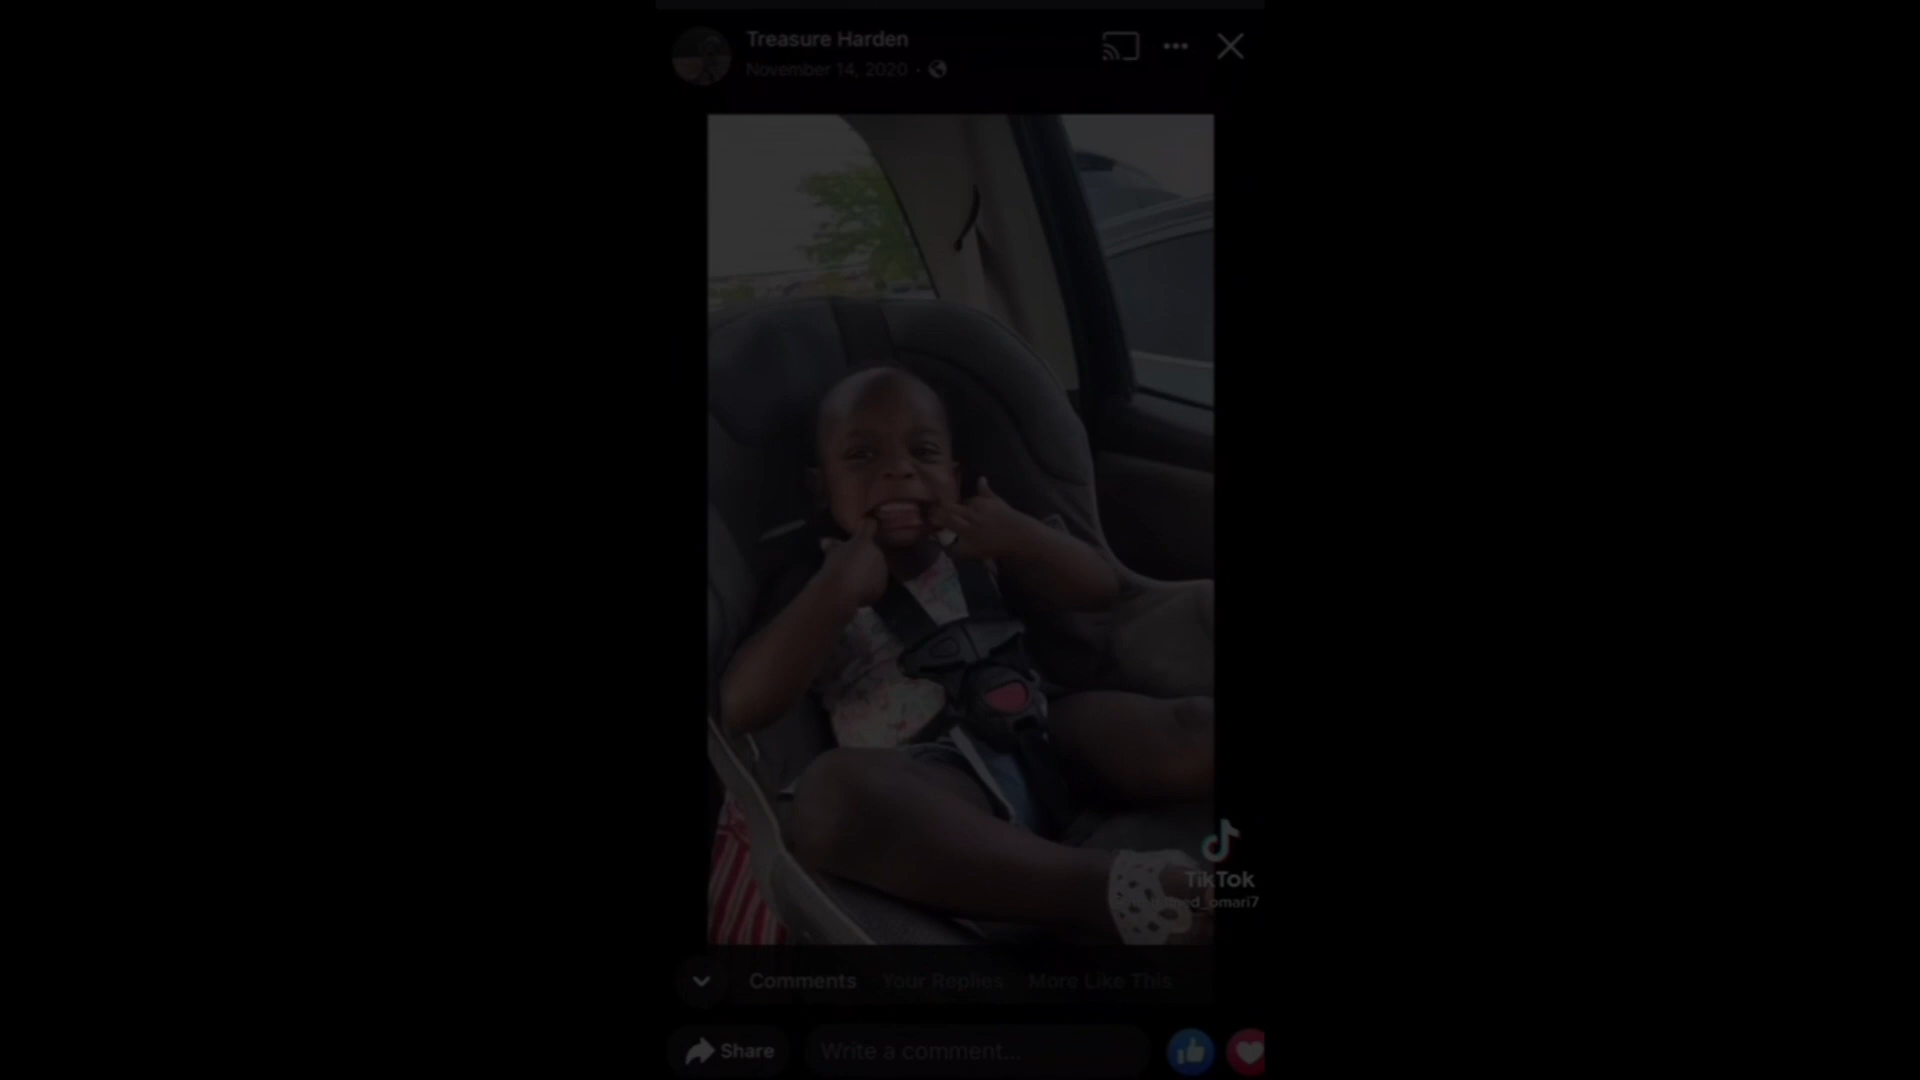 Treasure Harden
November 14, 2020 ·
TikTok
Comments Your Replies More Like This
Share Write a comment...